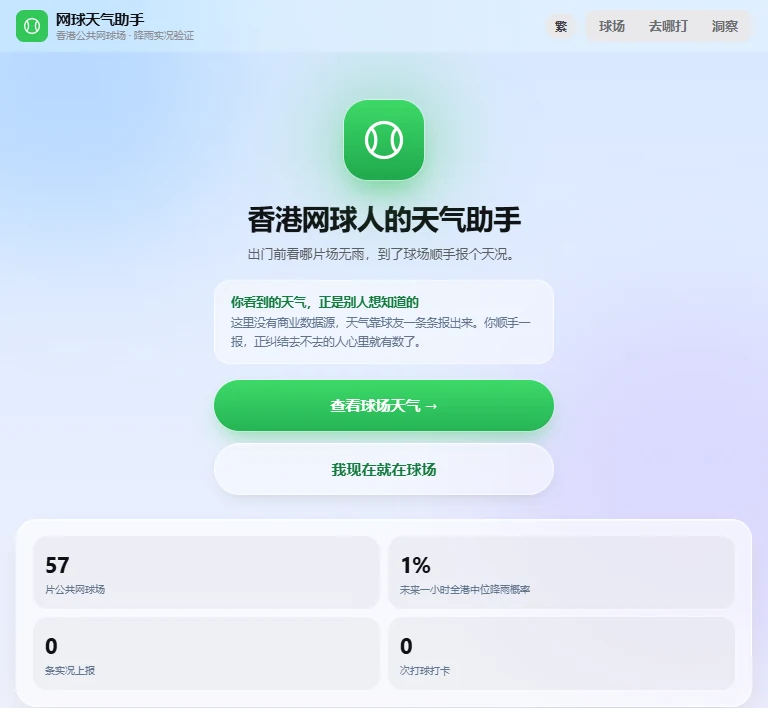 网球天气助手
香港公共网球场 · 降雨实况验证
繁
球场 去哪打 洞察
香港网球人的天气助手
出门前看哪片场无雨，到了球场顺手报个天况。
你看到的天气，正是别人想知道的
这里没有商业数据源，天气靠球友一条条报出来。你顺手一
报，正纠结去不去的人心里就有数了。
查看球场天气 →
我现在就在球场
57
片公共网球场
1%
未来一小时全港中位降雨概率
0
条实况上报
0
次打球打卡